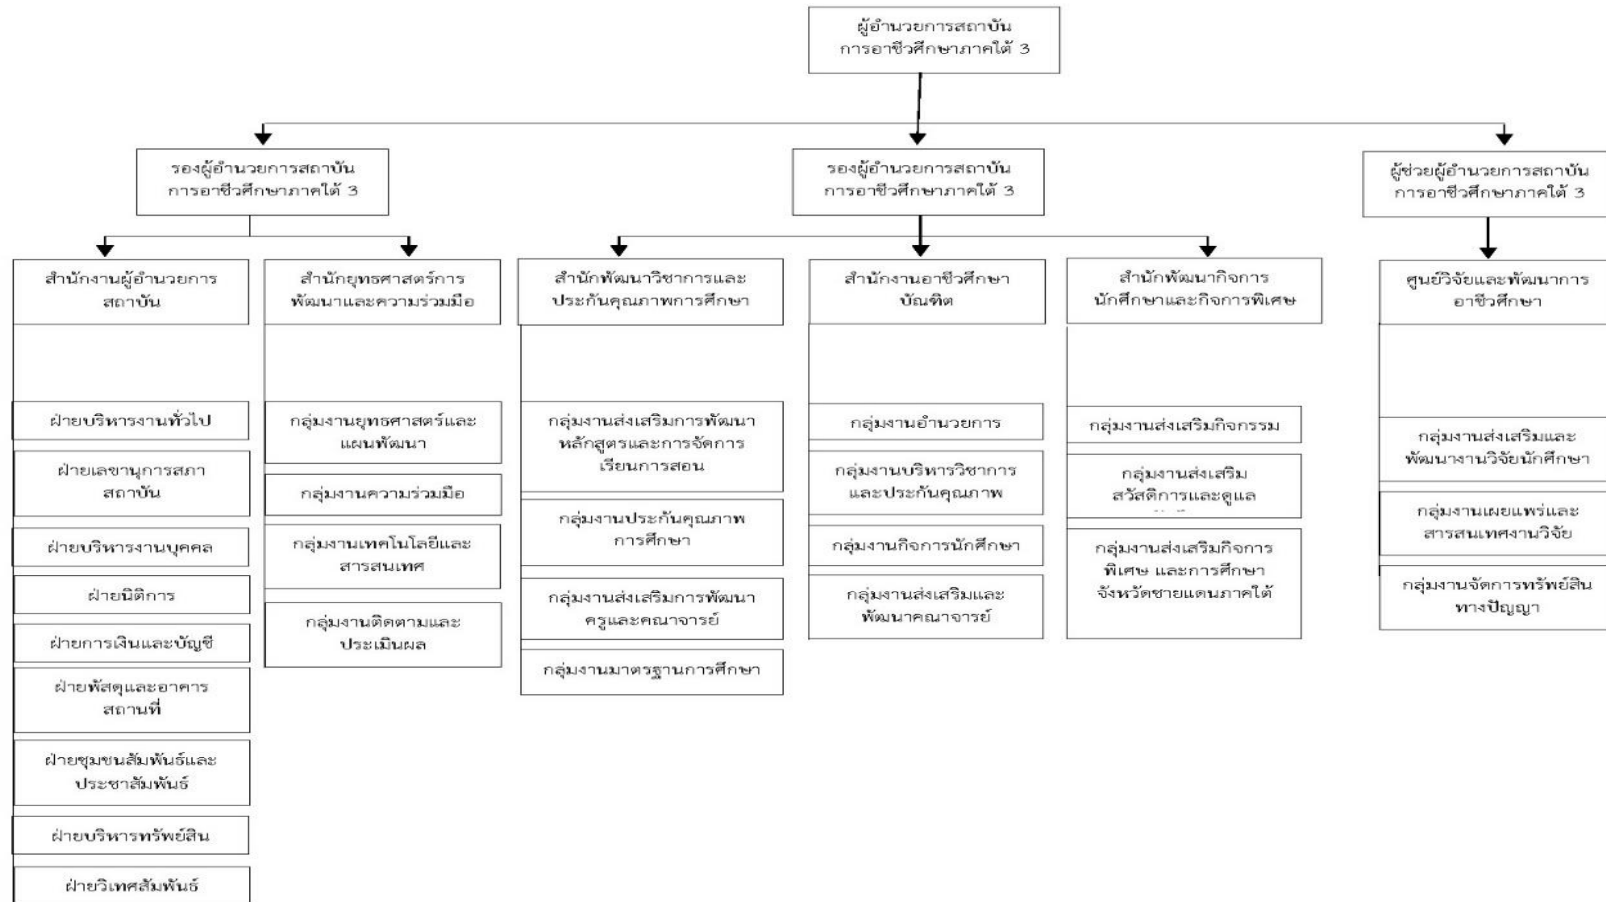 ผู้อำนวยการสถาบัน
การอาชีวศึกษาภาคใต้ 3
รองผู้อำนวยการสถาบัน
การอาชีวศึกษาภาคใต้ 3
รองผู้อำนวยการสถาบัน
การอาชีวศึกษาภาคใต้ 3
ผู้ช่วยผู้อำนวยการสถาบัน
การอาชีวศึกษาภาคใต้ 3
สำนักงานผู้อำนวยการ
สถาบัน
สำนักยุทธศาสตร์การ
พัฒนาและความร่วมมือ
สำนักพัฒนาวิชาการและ
ประกันคุณภาพการศึกษา
สำนักงานอาชีวศึกษา
บัณฑิต
สำนักพัฒนากิจการ
นักศึกษาและกิจการพิเศษ
ศูนย์วิจัยและพัฒนาการ
อาชีวศึกษา
ฝ่ายบริหารงานทั่วไป
ฝ่ายเลขานุการสภา
สถาบัน
ฝ่ายบริหารงานบุคคล
ฝ่ายนิติการ
ฝ่ายการเงินและบัญชี
ฝ่ายพัสดุและอาคาร
สถานที่
ฝ่ายชุมชนสัมพันธ์และ
ประชาสัมพันธ์
ฝ่ายบริหารทรัพย์สิน
ฝ่ายวิเทศสัมพันธ์
กลุ่มงานยุทธศาสตร์และ
แผนพัฒนา
กลุ่มงานความร่วมมือ
กลุ่มงานเทคโนโลยีและ
สารสนเทศ
กลุ่มงานติดตามและ
ประเมินผล
กลุ่มงานส่งเสริมการพัฒนา
หลักสูตรและการจัดการ
เรียนการสอน
กลุ่มงานประกันคุณภาพ
การศึกษา
กลุ่มงานส่งเสริมการพัฒนา
ครูและคณาจารย์
กลุ่มงานมาตรฐานการศึกษา
กลุ่มงานอำนวยการ
กลุ่มงานบริหารวิชาการ
และประกันคุณภาพ
กลุ่มงานกิจการนักศึกษา
กลุ่มงานส่งเสริมและ
พัฒนาคณาจารย์
กลุ่มงานส่งเสริมกิจกรรม
กลุ่มงานส่งเสริม
สวัสดิการและดูแล
กลุ่มงานส่งเสริมกิจการ
พิเศษ และการศึกษา
จังหวัดชายแดนภาคใต้
กลุ่มงานส่งเสริมและ
พัฒนางานวิจัยนักศึกษา
กลุ่มงานเผยแพร่และ
สารสนเทศงานวิจัย
กลุ่มงานจัดการทรัพย์สิน
ทางปัญญา